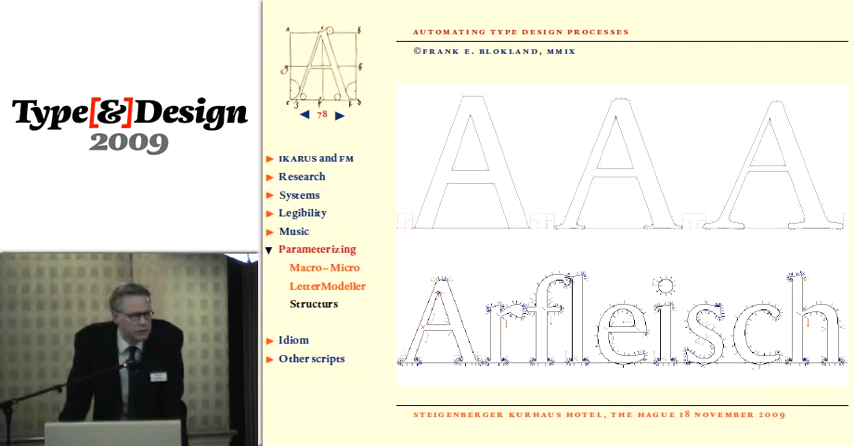 Type[&]Design
2009
78
IKARUS and FM
Research
Systems
Legibility
Music
Parameterizing
Macro–Micro
LetterModeller
Structurs
Idiom
Other scripts
AUTOMATING TYPE DESIGN PROCESSES
©FRANK E. BLOKLAND, MMIX
A A A
Arfleisch
STEIGENBERGER KURHAUS HOTEL, THE HAGUE 18 NOVEMBER 2009